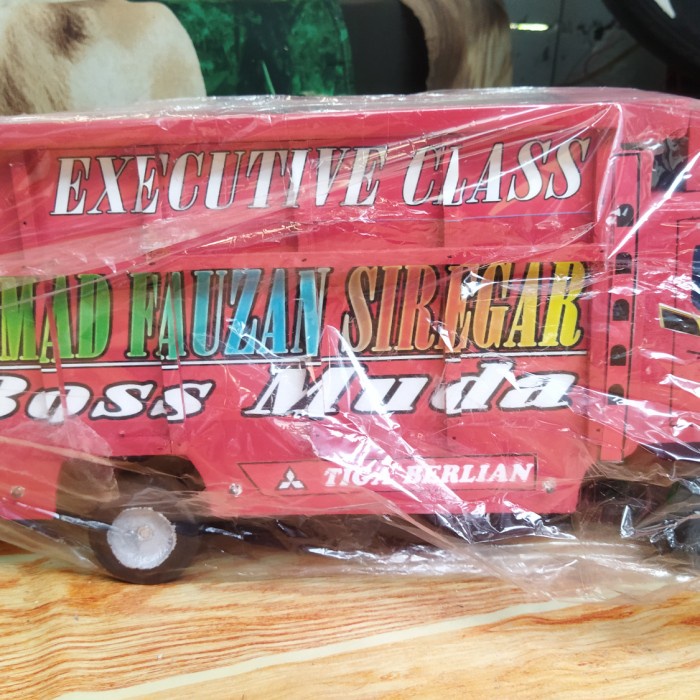 EXECUTIVE CLASS
MAD FAUZAN SIREGAR
Boss Muda
TIGA BERLIAN